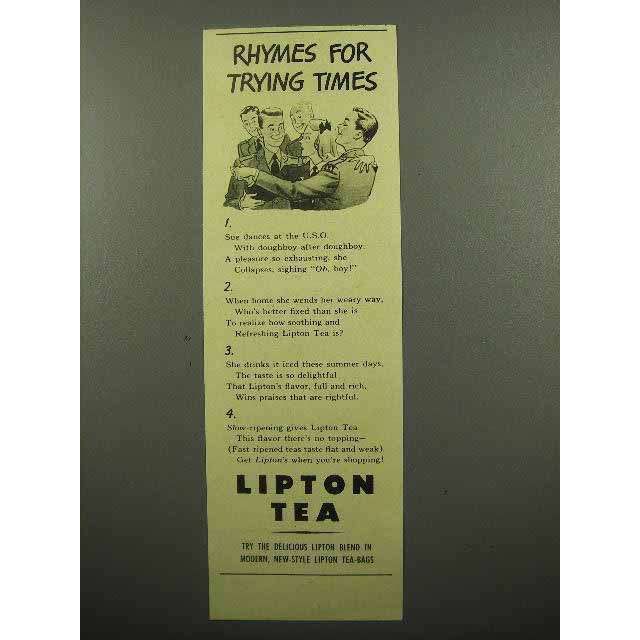 RHYMES FOR
TRYING TIMES
1.
Sue dances at the U.S.O.
With doughboy after doughboy.
A pleasure so exhausting, she
Collapses, sighing "Oh, boy!"
2.
When home she wends her weary way,
Who's better fixed than she is
To realize how soothing and
Refreshing Lipton Tea is?
3.
She drinks it iced these summer days,
The taste is so delightful
That Lipton's flavor, full and rich,
Wins praises that are rightful.
4.
Slow-ripening gives Lipton Tea
This flavor there's no topping—
(Fast ripened teas taste flat and weak)
Get Lipton's when you're shopping!
LIPTON
TEA
TRY THE DELICIOUS LIPTON BLEND IN
MODERN, NEW-STYLE LIPTON TEA-BAGS